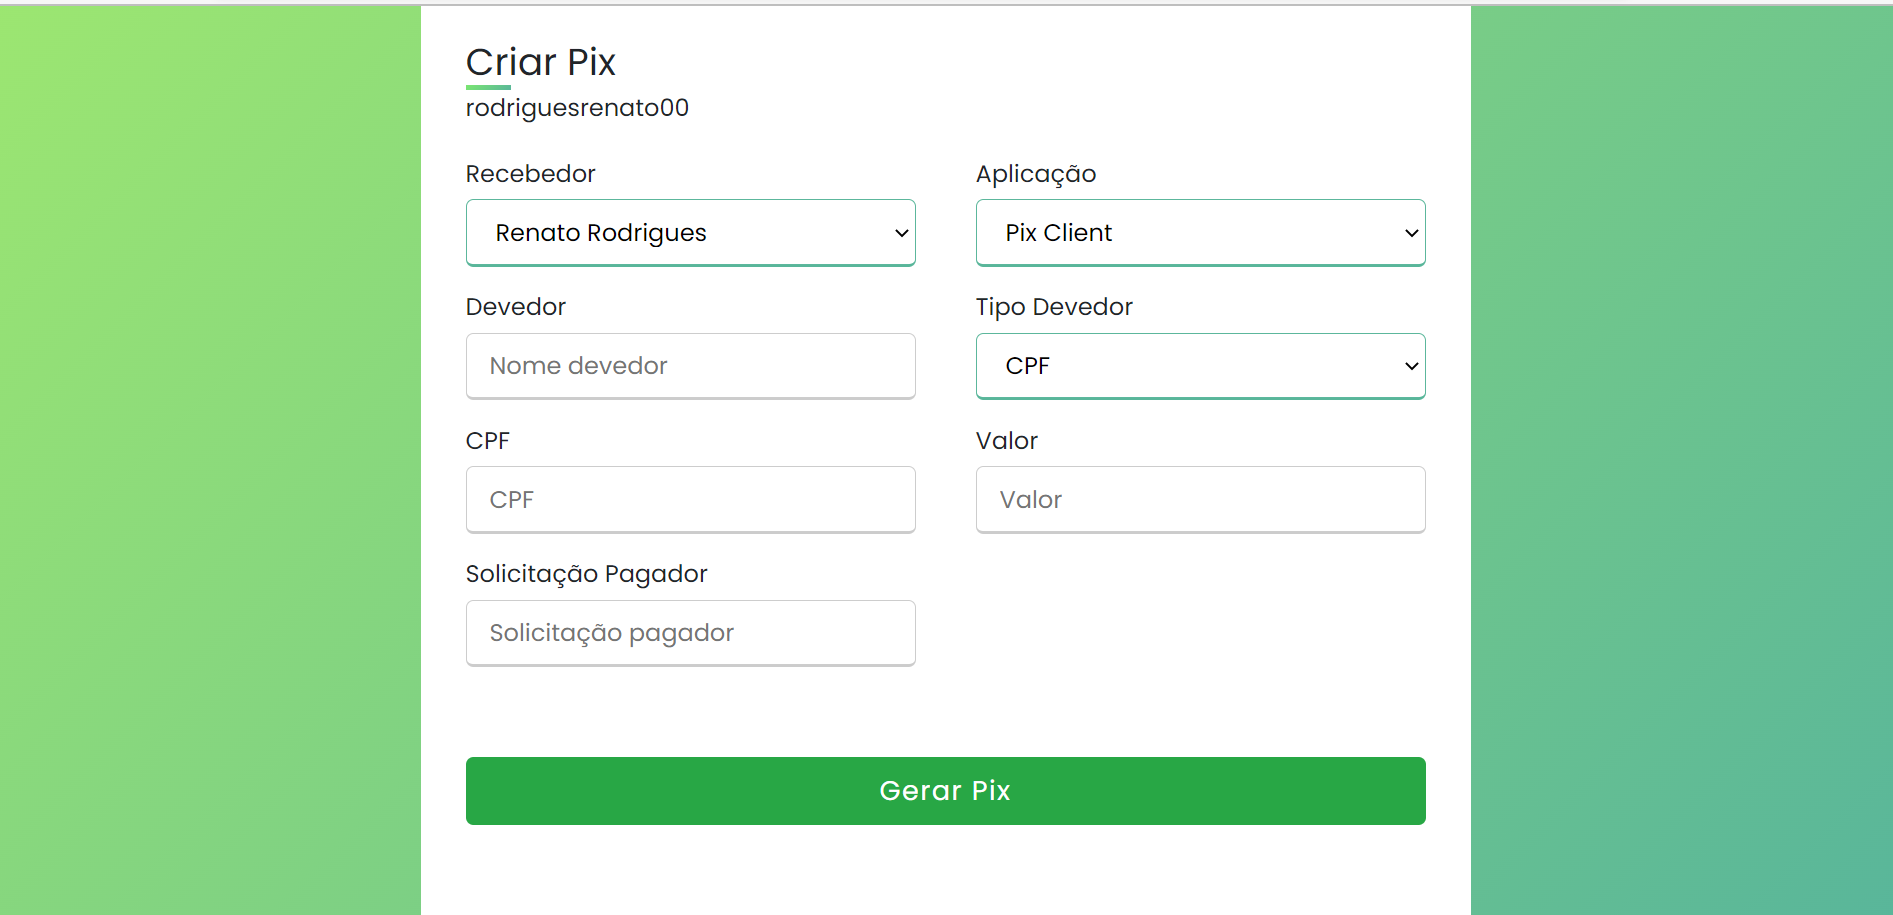 Criar Pix
rodriguesrenato00
Recebedor
Aplicação
Renato Rodrigues
Pix Client
Devedor
Tipo Devedor
Nome devedor
CPF
CPF
Valor
CPF
Valor
Solicitação Pagador
Solicitação pagador
Gerar Pix